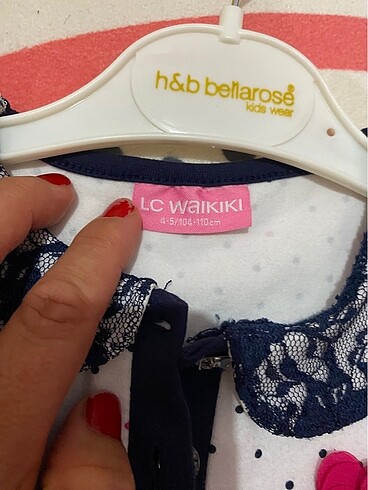 h&b bellarose®
kids wear
LC WAIKIKI
4-5/104-110cm